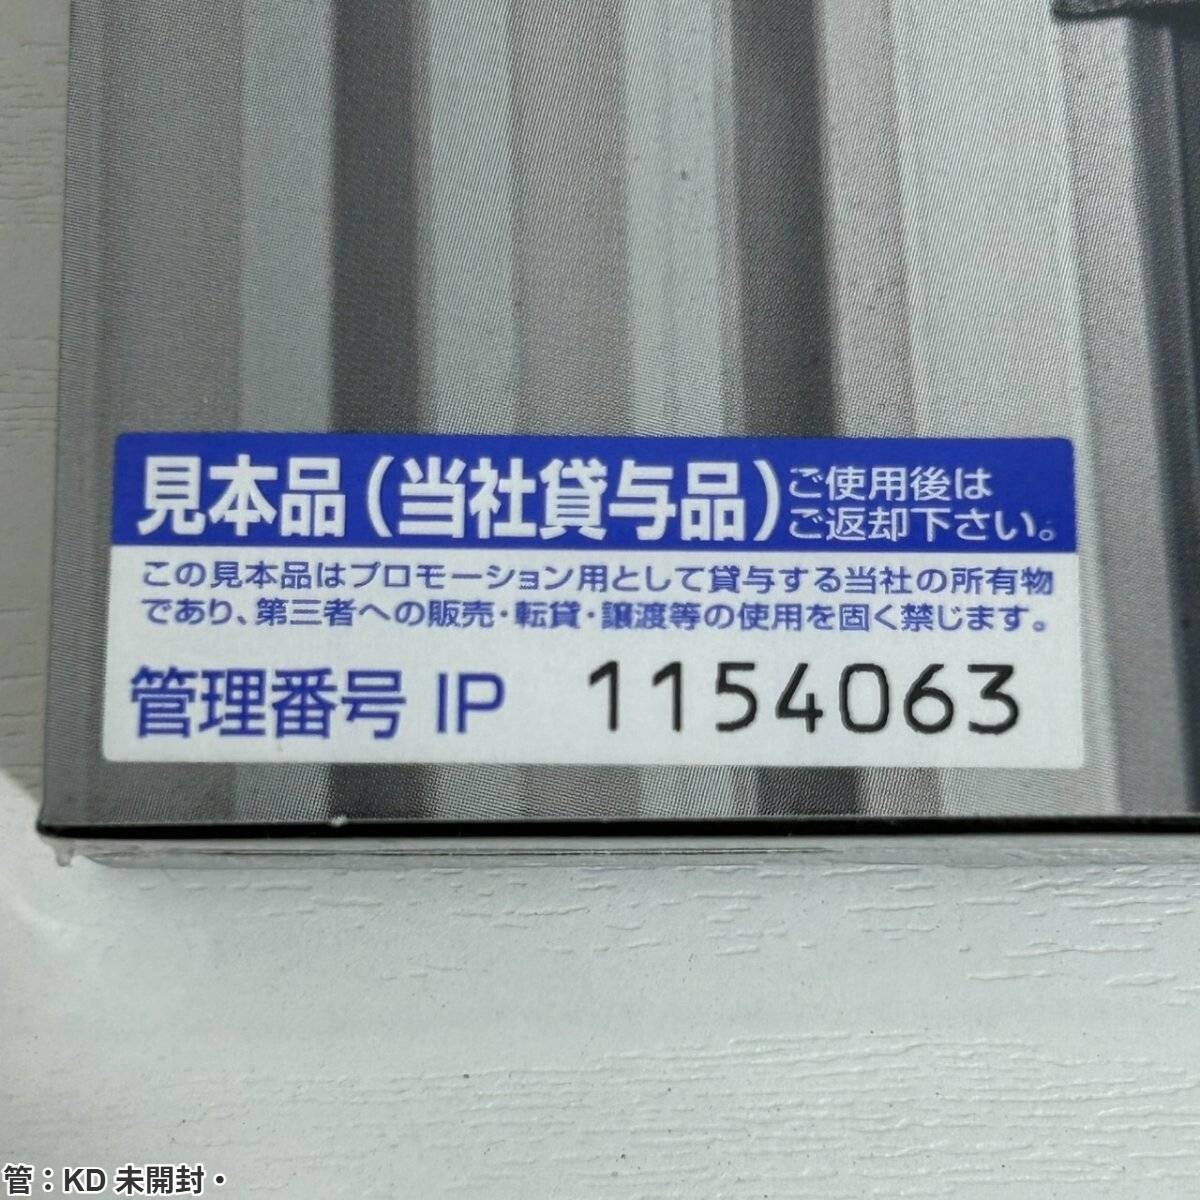 見本品(当社貸与品)ご使用後は
ご返却下さい。
この見本品はプロモーション用として貸与する当社の所有物
であり、第三者への販売・転貸・譲渡等の使用を固く禁じます。
管理番号 IP 1154063
管：KD 未開封・